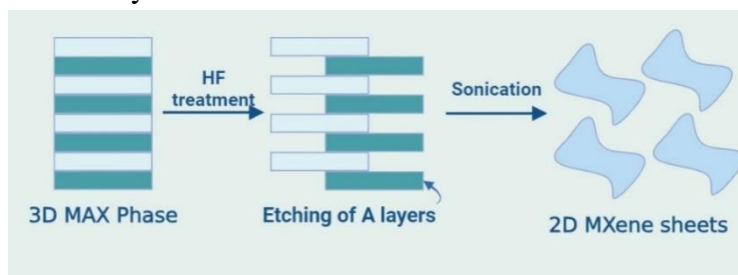 HF
treatment
Sonication
3D MAX Phase
Etching of A layers
2D MXene sheets